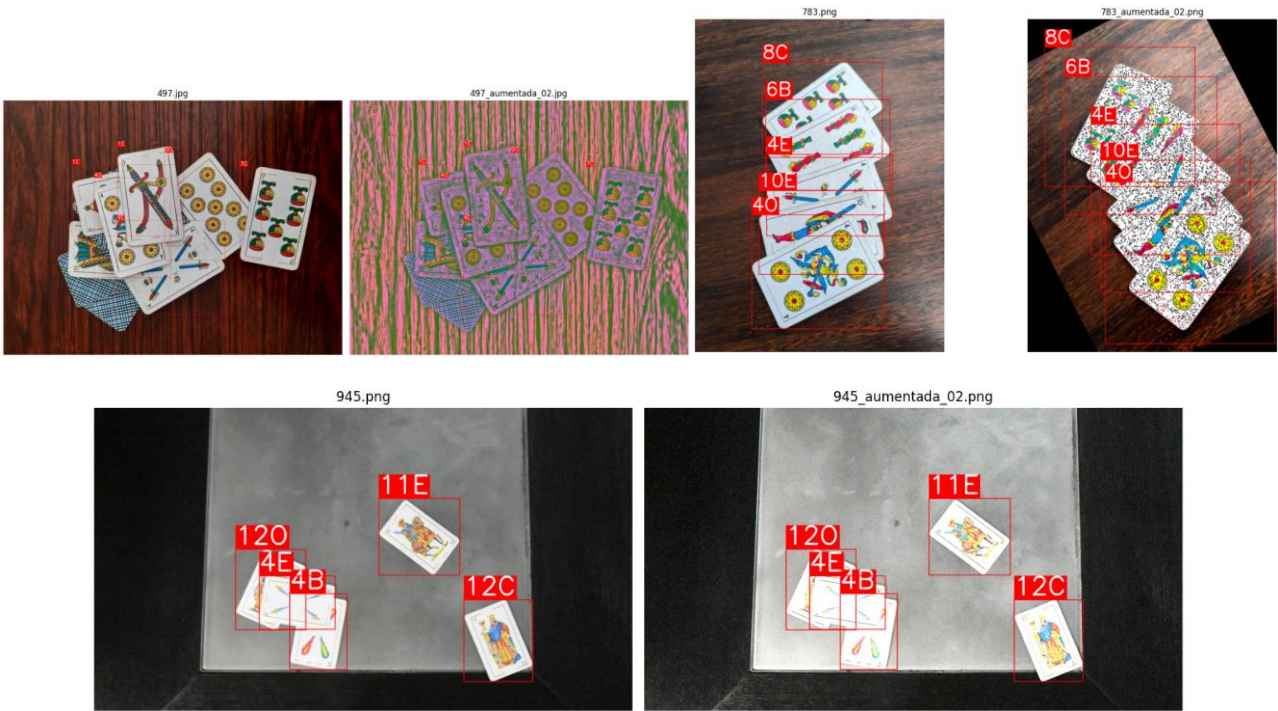 783.png
783_aumentada_02.png
8C
6B
4E
10E
4O
8C
6B
4E
10E
4O
497.jpg
497_aumentada_02.jpg
945.png
945_aumentada_02.png
11E
12O
4E
4B
12C
11E
12O
4E
4B
12C